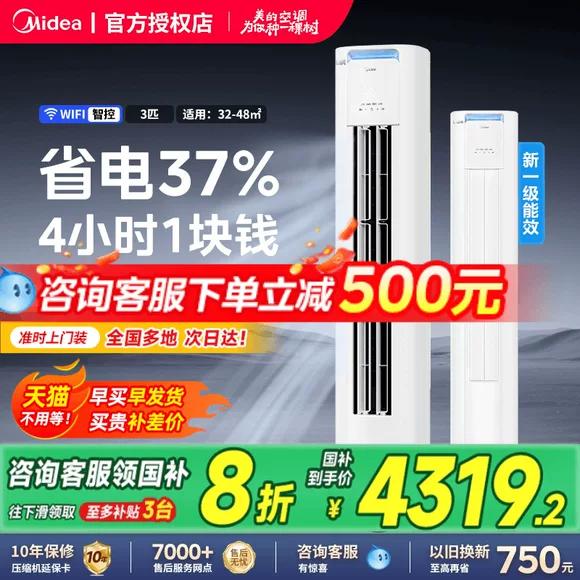 Midea 官方授权店 美的空调
为你种一棵树
WIFI 智控 3匹 适用：32-48㎡
省电37%
4小时1块钱
新一级能效
咨询客服下单立减500元
准时上门装 全国多地 次日达！
天猫 早买早发货
不用等！ 买贵补差价
咨询客服领国补 8折 国补到手价 ¥4319.2
往下滑领取 至多补贴3台
10年保修 7000+ 咨询客服 以旧换新 750元
压缩机延保卡 10年 售后服务网点 售后无忧 有惊喜 至高再省